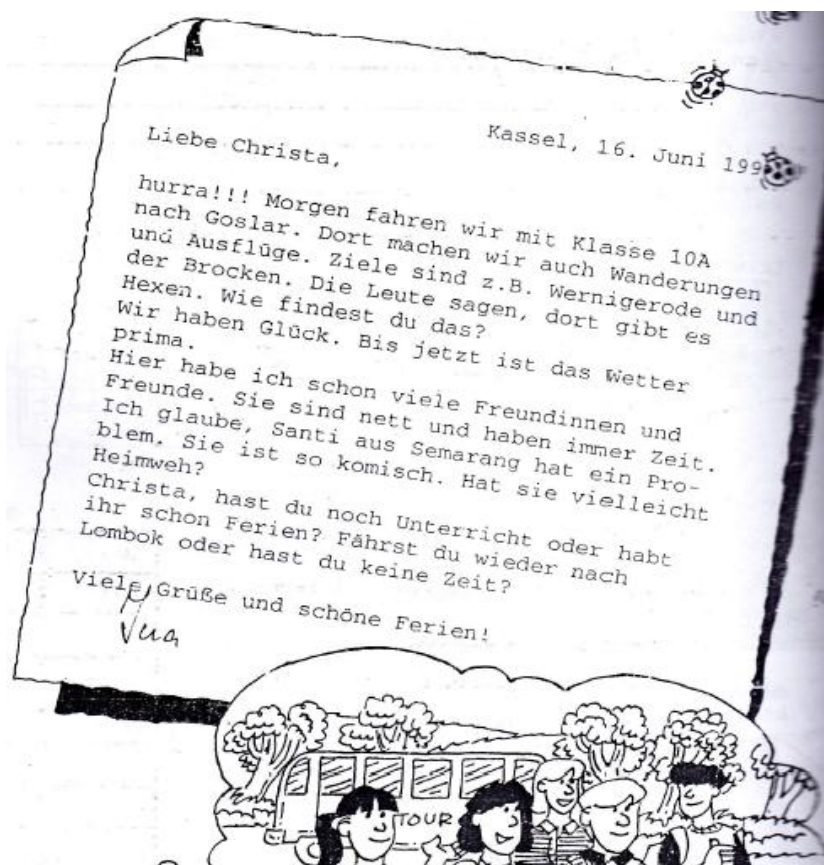 Kassel, 16. Juni 199
Liebe Christa,
hurra!!! Morgen fahren wir mit Klasse 10A
nach Goslar. Dort machen wir auch Wanderungen
und Ausflüge. Ziele sind z.B. Wernigerode und
der Brocken. Die Leute sagen, dort gibt es
Hexen. Wie findest du das?
Wir haben Glück. Bis jetzt ist das Wetter
prima.
Hier habe ich schon viele Freundinnen und
Freunde. Sie sind nett und haben immer Zeit.
Ich glaube, Santi aus Semarang hat ein Pro-
blem. Sie ist so komisch. Hat sie vielleicht
Heimweh?
Christa, hast du noch Unterricht oder habt
ihr schon Ferien? Fährst du wieder nach
Lombok oder hast du keine Zeit?
Viele Grüße und schöne Ferien!
TOUR